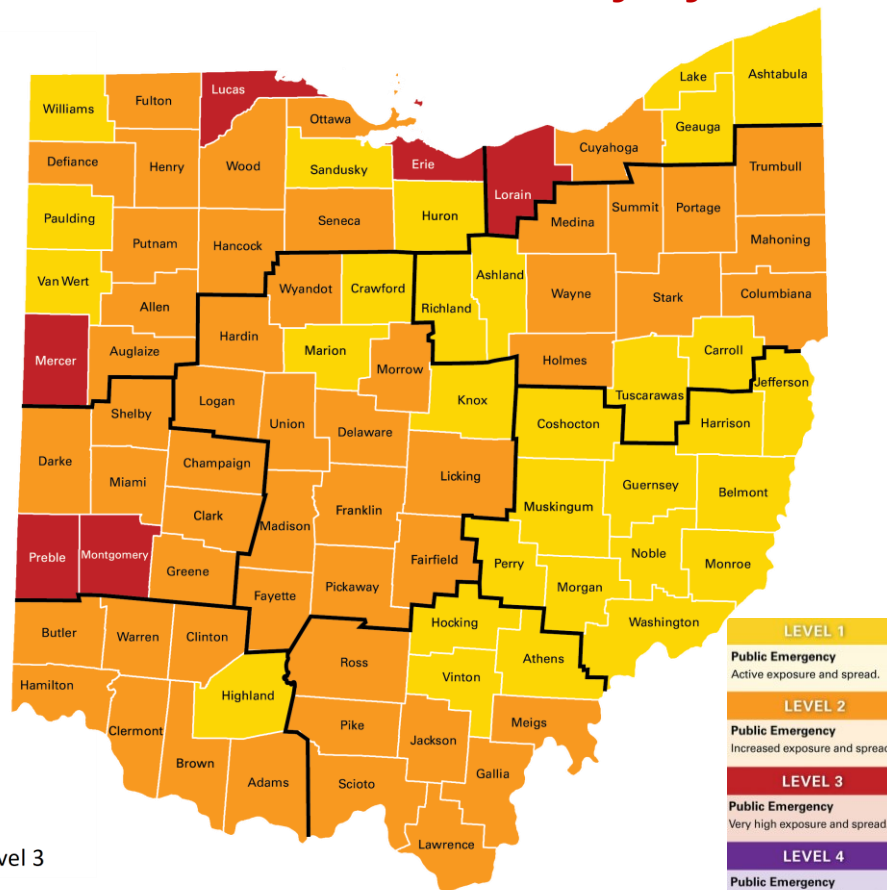 Lake
Ashtabula
Williams
Fulton
Lucas
Ottawa
Geauga
Defiance
Henry
Wood
Sandusky
Erie
Lorain
Cuyahoga
Trumbull
Paulding
Putnam
Hancock
Seneca
Huron
Medina
Summit
Portage
Mahoning
Van Wert
Allen
Wyandot
Crawford
Richland
Ashland
Wayne
Stark
Columbiana
Mercer
Auglaize
Hardin
Marion
Morrow
Holmes
Tuscarawas
Carroll
Jefferson
Shelby
Logan
Union
Delaware
Knox
Coshocton
Harrison
Darke
Miami
Champaign
Clark
Madison
Franklin
Licking
Muskingum
Guernsey
Belmont
Preble
Montgomery
Greene
Fayette
Pickaway
Fairfield
Perry
Morgan
Noble
Monroe
Butler
Warren
Clinton
Ross
Hocking
Athens
Washington
Hamilton
Clermont
Highland
Pike
Vinton
Jackson
Meigs
Brown
Adams
Scioto
Gallia
Lawrence
vel 3
LEVEL 1
Public Emergency
Active exposure and spread.
LEVEL 2
Public Emergency
Increased exposure and spread
LEVEL 3
Public Emergency
Very high exposure and spread.
LEVEL 4
Public Emergency